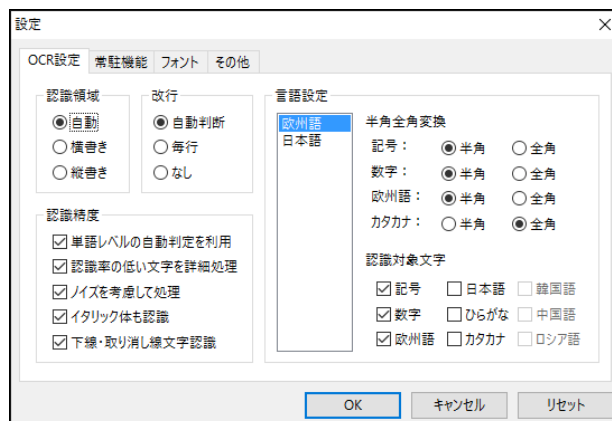 設定
OCR設定 常駐機能 フォント その他
認識領域
自動
横書き
縦書き
改行
自動判断
毎行
なし
認識精度
単語レベルの自動判定を利用
認識率の低い文字を詳細処理
ノイズを考慮して処理
イタリック体も認識
下線・取り消し線文字認識
言語設定
欧州語
日本語
半角全角変換
記号： 半角 全角
数字： 半角 全角
欧州語： 半角 全角
カタカナ： 半角 全角
認識対象文字
記号 日本語 韓国語
数字 ひらがな 中国語
欧州語 カタカナ ロシア語
OK キャンセル リセット